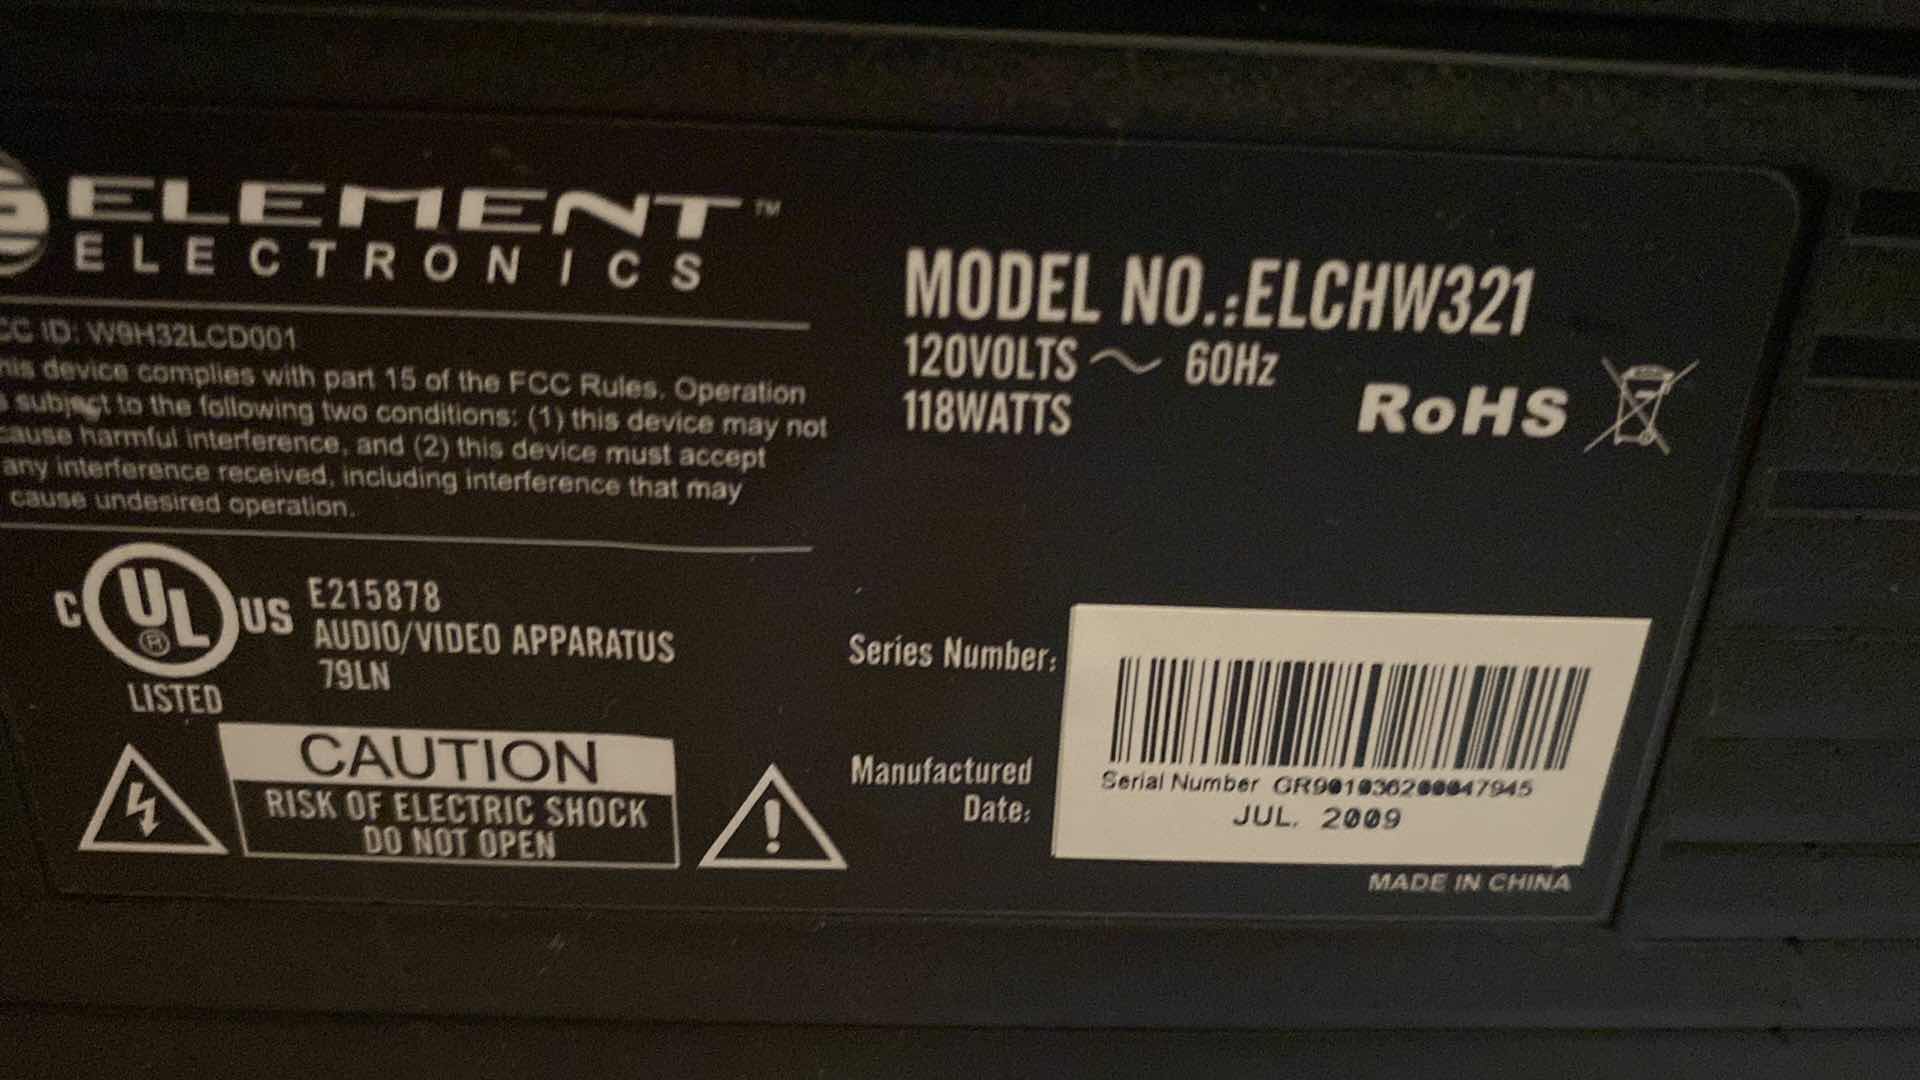 ELEMENT™
ELECTRONICS
CC ID: W9H32LCD001
his device complies with part 15 of the FCC Rules. Operation
s subject to the following two conditions: (1) this device may not
cause harmful interference, and (2) this device must accept
any interference received, including interference that may
cause undesired operation.
C UL® US
LISTED
E215878
AUDIO/VIDEO APPARATUS
79LN
CAUTION
RISK OF ELECTRIC SHOCK
DO NOT OPEN
MODEL NO.:ELCHW321
120VOLTS ~ 60Hz
118WATTS
RoHS
Series Number:
Manufactured
Date:
Serial Number GR901036200047945
JUL. 2009
MADE IN CHINA